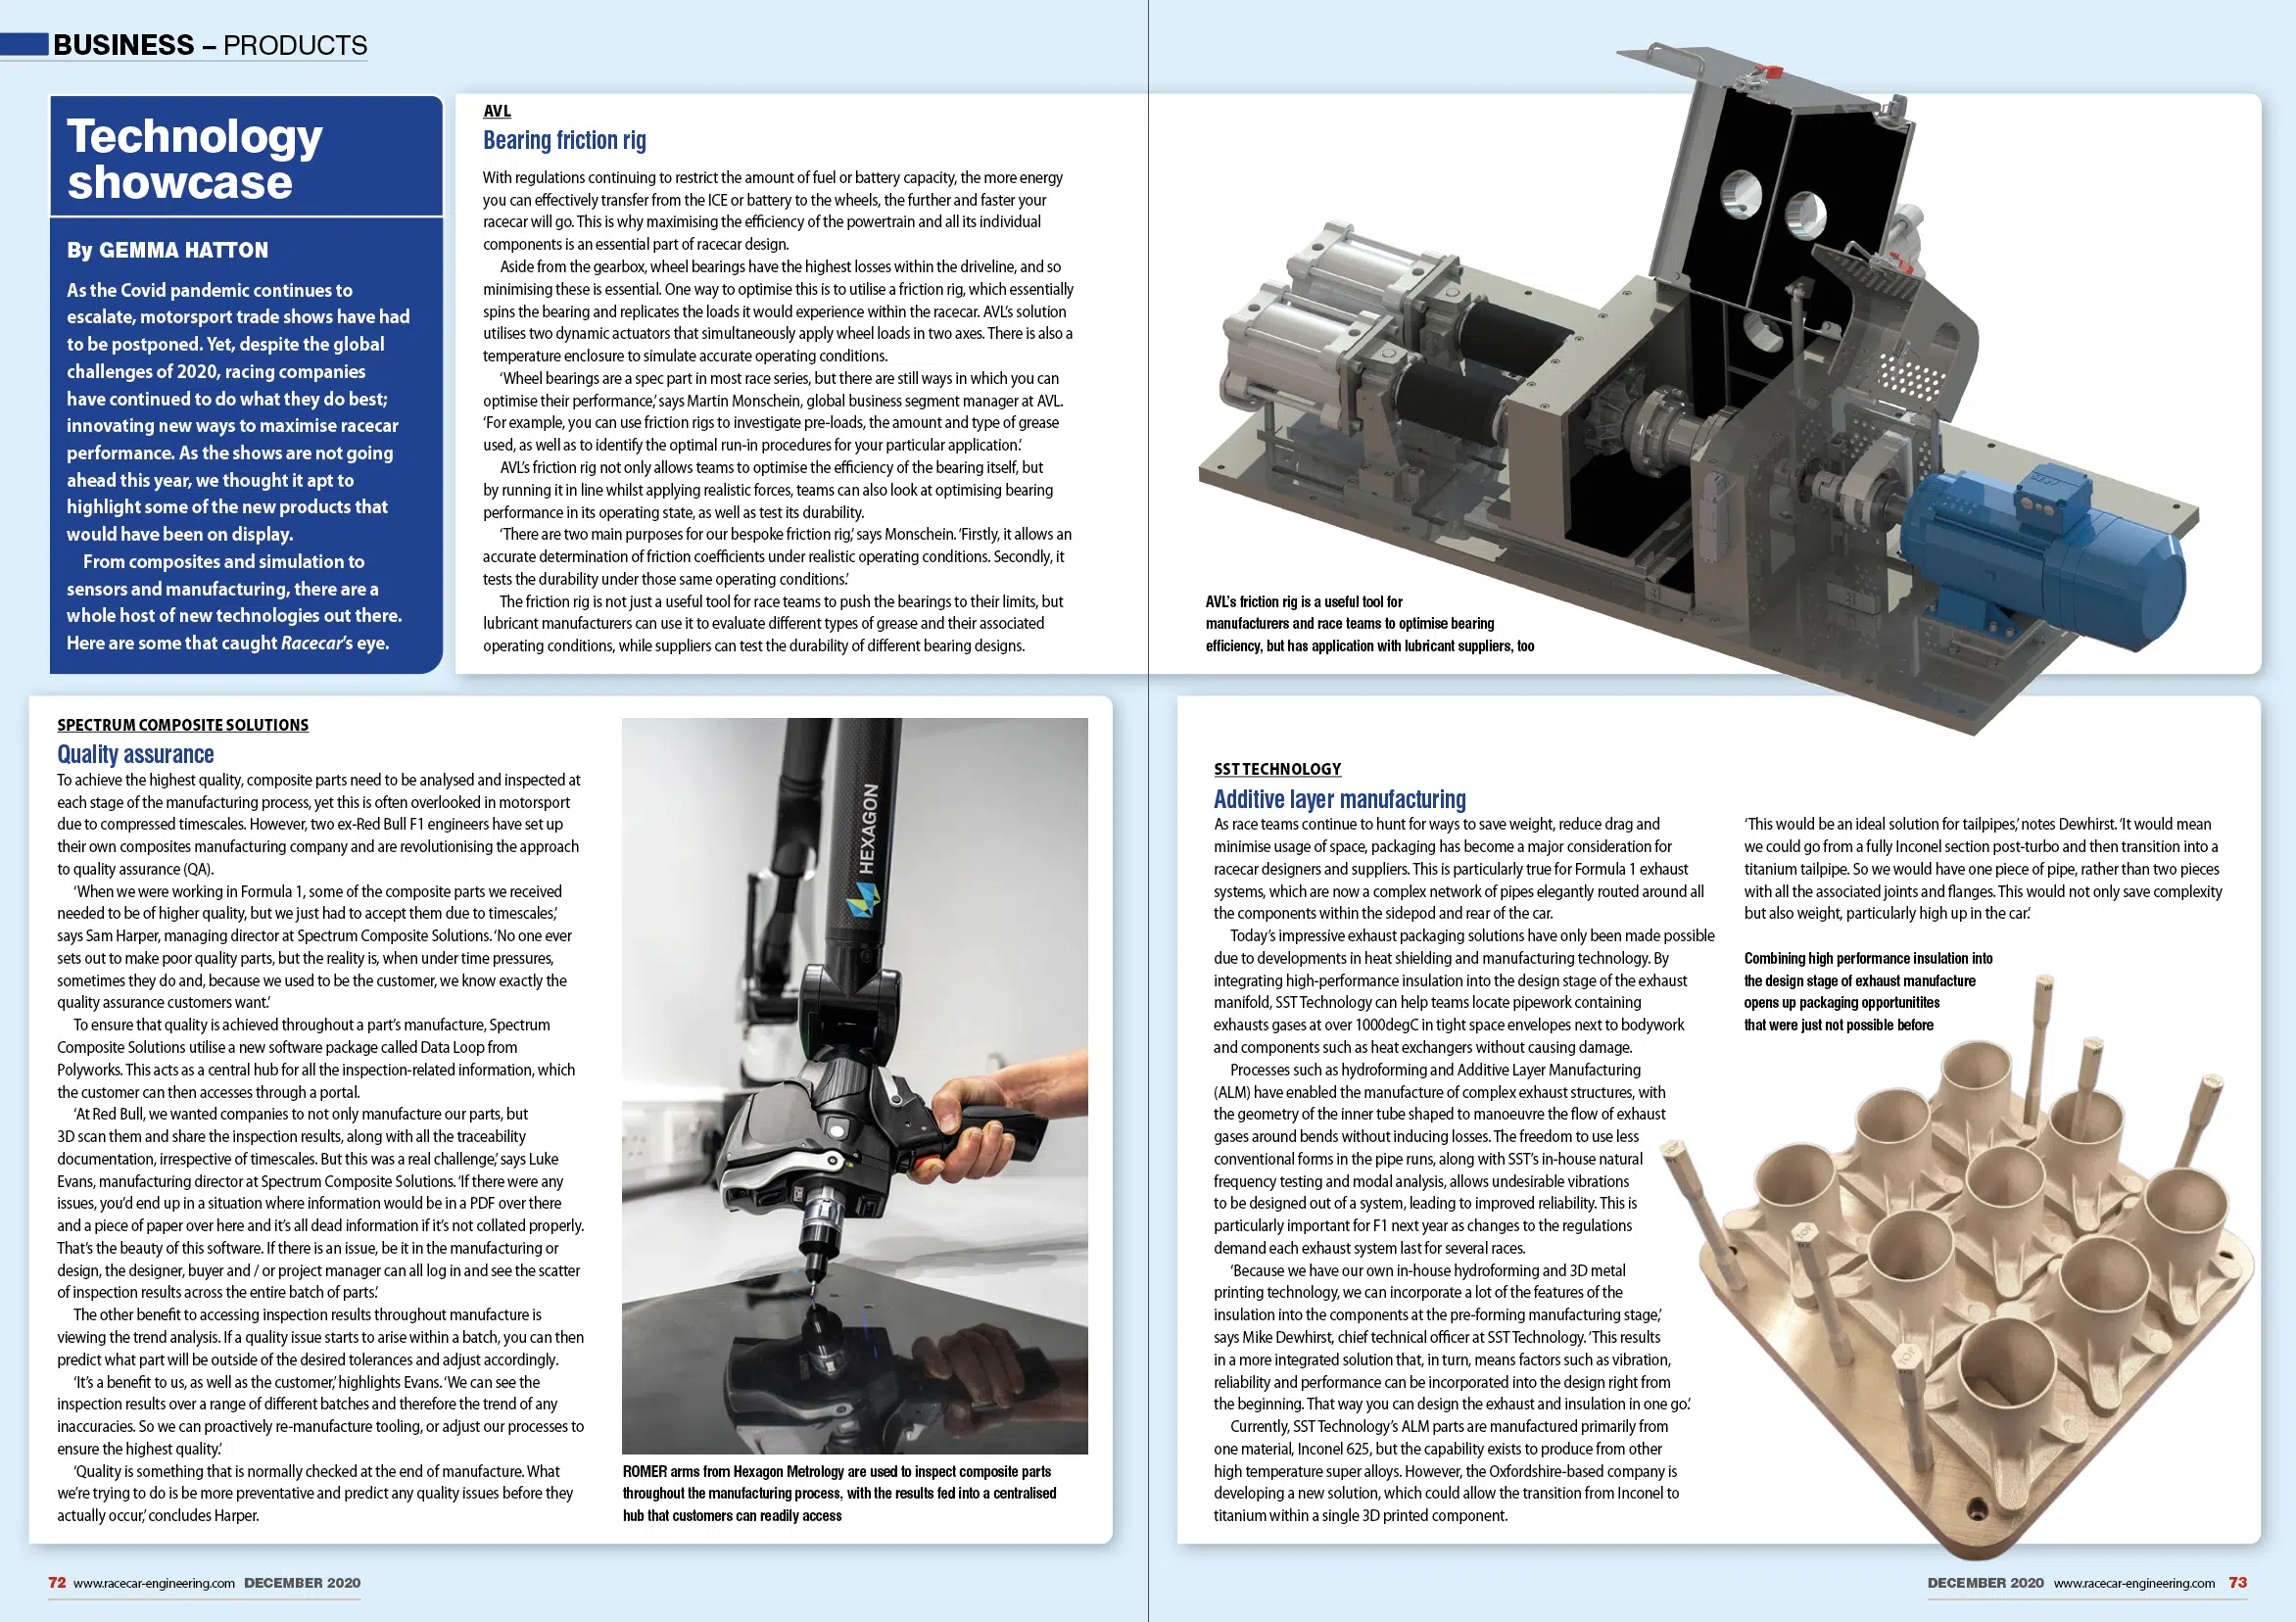 BUSINESS – PRODUCTS
Technology
showcase
By GEMMA HATTON
As the Covid pandemic continues to
escalate, motorsport trade shows have had
to be postponed. Yet, despite the global
challenges of 2020, racing companies
have continued to do what they do best;
innovating new ways to maximise racecar
performance. As the shows are not going
ahead this year, we thought it apt to
highlight some of the new products that
would have been on display.
From composites and simulation to
sensors and manufacturing, there are a
whole host of new technologies out there.
Here are some that caught Racecar's eye.
AVL
Bearing friction rig
With regulations continuing to restrict the amount of fuel or battery capacity, the more energy
you can effectively transfer from the ICE or battery to the wheels, the further and faster your
racecar will go. This is why maximising the efficiency of the powertrain and all its individual
components is an essential part of racecar design.
Aside from the gearbox, wheel bearings have the highest losses within the driveline, and so
minimising these is essential. One way to optimise this is to utilise a friction rig, which essentially
spins the bearing and replicates the loads it would experience within the racecar. AVL's solution
utilises two dynamic actuators that simultaneously apply wheel loads in two axes. There is also a
temperature enclosure to simulate accurate operating conditions.
'Wheel bearings are a spec part in most race series, but there are still ways in which you can
optimise their performance,' says Martin Monschein, global business segment manager at AVL.
'For example, you can use friction rigs to investigate pre-loads, the amount and type of grease
used, as well as to identify the optimal run-in procedures for your particular application.'
AVL's friction rig not only allows teams to optimise the efficiency of the bearing itself, but
by running it in line whilst applying realistic forces, teams can also look at optimising bearing
performance in its operating state, as well as test its durability.
'There are two main purposes for our bespoke friction rig,' says Monschein. 'Firstly, it allows an
accurate determination of friction coefficients under realistic operating conditions. Secondly, it
tests the durability under those same operating conditions.'
The friction rig is not just a useful tool for race teams to push the bearings to their limits, but
lubricant manufacturers can use it to evaluate different types of grease and their associated
operating conditions, while suppliers can test the durability of different bearing designs.
AVL's friction rig is a useful tool for
manufacturers and race teams to optimise bearing
efficiency, but has application with lubricant suppliers, too
SPECTRUM COMPOSITE SOLUTIONS
Quality assurance
To achieve the highest quality, composite parts need to be analysed and inspected at
each stage of the manufacturing process, yet this is often overlooked in motorsport
due to compressed timescales. However, two ex-Red Bull F1 engineers have set up
their own composites manufacturing company and are revolutionising the approach
to quality assurance (QA).
'When we were working in Formula 1, some of the composite parts we received
needed to be of higher quality, but we just had to accept them due to timescales,'
says Sam Harper, managing director at Spectrum Composite Solutions. 'No one ever
sets out to make poor quality parts, but the reality is, when under time pressures,
sometimes they do and, because we used to be the customer, we know exactly the
quality assurance customers want.'
To ensure that quality is achieved throughout a part's manufacture, Spectrum
Composite Solutions utilise a new software package called Data Loop from
Polyworks. This acts as a central hub for all the inspection-related information, which
the customer can then accesses through a portal.
'At Red Bull, we wanted companies to not only manufacture our parts, but
3D scan them and share the inspection results, along with all the traceability
documentation, irrespective of timescales. But this was a real challenge,' says Luke
Evans, manufacturing director at Spectrum Composite Solutions. 'If there were any
issues, you'd end up in a situation where information would be in a PDF over there
and a piece of paper over here and it's all dead information if it's not collated properly.
That's the beauty of this software. If there is an issue, be it in the manufacturing or
design, the designer, buyer and / or project manager can all log in and see the scatter
of inspection results across the entire batch of parts.'
The other benefit to accessing inspection results throughout manufacture is
viewing the trend analysis. If a quality issue starts to arise within a batch, you can then
predict what part will be outside of the desired tolerances and adjust accordingly.
'It's a benefit to us, as well as the customer,' highlights Evans. 'We can see the
inspection results over a range of different batches and therefore the trend of any
inaccuracies. So we can proactively re-manufacture tooling, or adjust our processes to
ensure the highest quality.'
'Quality is something that is normally checked at the end of manufacture. What
we're trying to do is be more preventative and predict any quality issues before they
actually occur,' concludes Harper.
HEXAGON
ROMER arms from Hexagon Metrology are used to inspect composite parts
throughout the manufacturing process, with the results fed into a centralised
hub that customers can readily access
SST TECHNOLOGY
Additive layer manufacturing
As race teams continue to hunt for ways to save weight, reduce drag and
minimise usage of space, packaging has become a major consideration for
racecar designers and suppliers. This is particularly true for Formula 1 exhaust
systems, which are now a complex network of pipes elegantly routed around all
the components within the sidepod and rear of the car.
Today's impressive exhaust packaging solutions have only been made possible
due to developments in heat shielding and manufacturing technology. By
integrating high-performance insulation into the design stage of the exhaust
manifold, SST Technology can help teams locate pipework containing
exhausts gases at over 1000degC in tight space envelopes next to bodywork
and components such as heat exchangers without causing damage.
Processes such as hydroforming and Additive Layer Manufacturing
(ALM) have enabled the manufacture of complex exhaust structures, with
the geometry of the inner tube shaped to manoeuvre the flow of exhaust
gases around bends without inducing losses. The freedom to use less
conventional forms in the pipe runs, along with SST's in-house natural
frequency testing and modal analysis, allows undesirable vibrations
to be designed out of a system, leading to improved reliability. This is
particularly important for F1 next year as changes to the regulations
demand each exhaust system last for several races.
'Because we have our own in-house hydroforming and 3D metal
printing technology, we can incorporate a lot of the features of the
insulation into the components at the pre-forming manufacturing stage,'
says Mike Dewhirst, chief technical officer at SST Technology. 'This results
in a more integrated solution that, in turn, means factors such as vibration,
reliability and performance can be incorporated into the design right from
the beginning. That way you can design the exhaust and insulation in one go.'
Currently, SST Technology's ALM parts are manufactured primarily from
one material, Inconel 625, but the capability exists to produce from other
high temperature super alloys. However, the Oxfordshire-based company is
developing a new solution, which could allow the transition from Inconel to
titanium within a single 3D printed component.
'This would be an ideal solution for tailpipes,' notes Dewhirst. 'It would mean
we could go from a fully Inconel section post-turbo and then transition into a
titanium tailpipe. So we would have one piece of pipe, rather than two pieces
with all the associated joints and flanges. This would not only save complexity
but also weight, particularly high up in the car.'
Combining high performance insulation into
the design stage of exhaust manufacture
opens up packaging opportunitites
that were just not possible before
TOP
TOP
72 www.racecar-engineering.com DECEMBER 2020
DECEMBER 2020 www.racecar-engineering.com 73